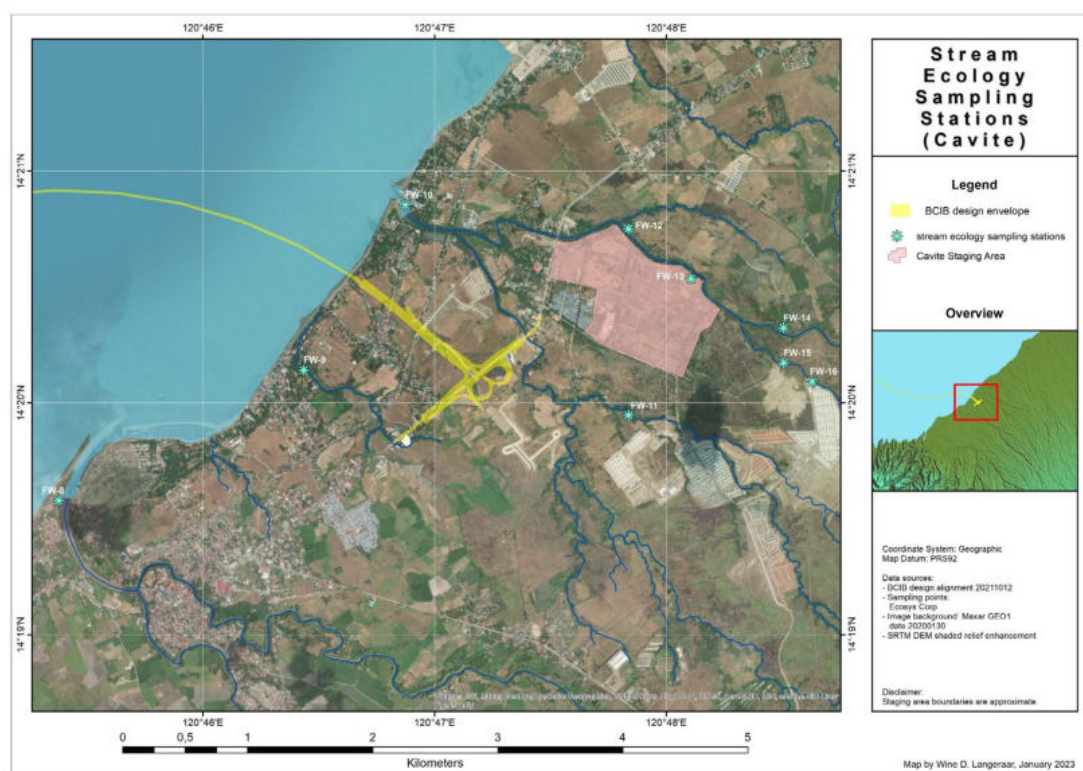 120°46'E
120°47'E
120°48'E
14°21'N
14°20'N
14°19'N
14°21'N
14°20'N
14°19'N
FW-10
FW-12
FW-13
FW-14
FW-15
FW-16
FW-9
FW-11
FW-8
120°46'E
120°47'E
120°48'E
0
0,5
1
2
3
4
5
Kilometers
Stream
Ecology
Sampling
Stations
(Cavite)
Legend
BCIB design envelope
stream ecology sampling stations
Cavite Staging Area
Overview
Coordinate System: Geographic
Map Datum: PRS92
Data sources:
- BCIB design alignment 20211012
- Sampling points:
Ecosys Corp
- Image background: Maxar GEO1
date 20200130
- SRTM DEM shaded relief enhancement
Disclaimer:
Staging area boundaries are approximate
Map by Wine D. Langeraar, January 2023